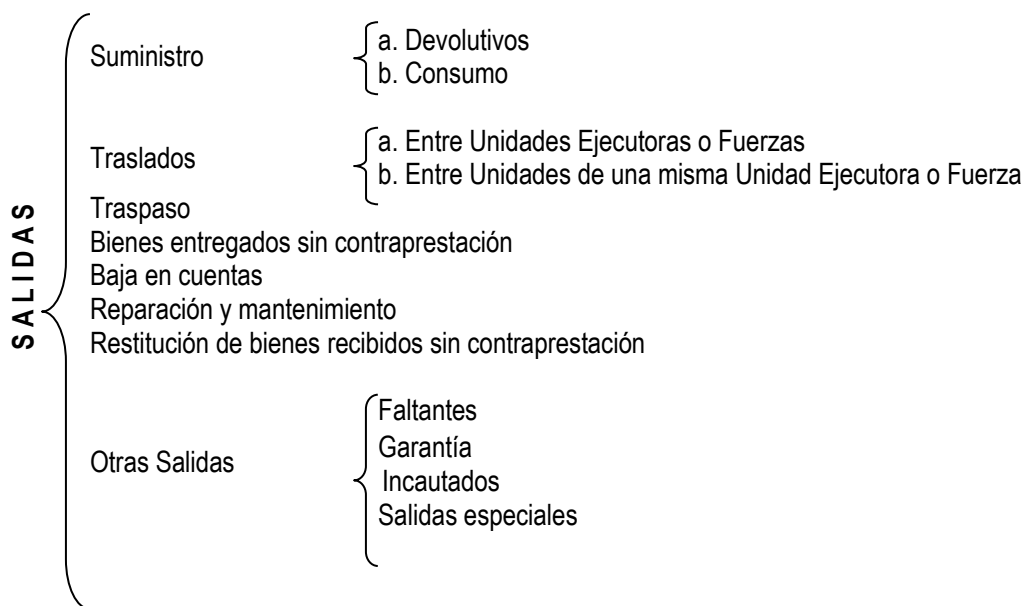 SALIDAS
Suministro
a. Devolutivos
b. Consumo
Traslados
a. Entre Unidades Ejecutoras o Fuerzas
b. Entre Unidades de una misma Unidad Ejecutora o Fuerza
Traspaso
Bienes entregados sin contraprestación
Baja en cuentas
Reparación y mantenimiento
Restitución de bienes recibidos sin contraprestación
Otras Salidas
Faltantes
Garantía
Incautados
Salidas especiales